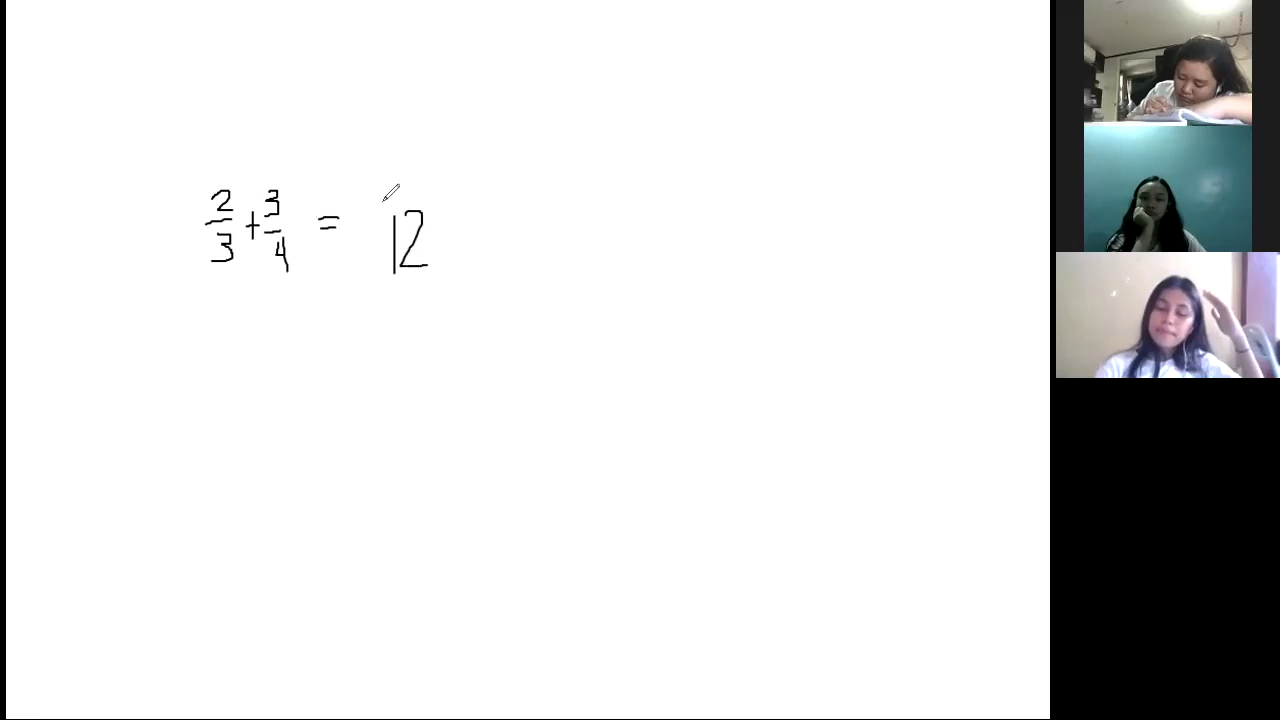 2/3 + 3/4 = 12